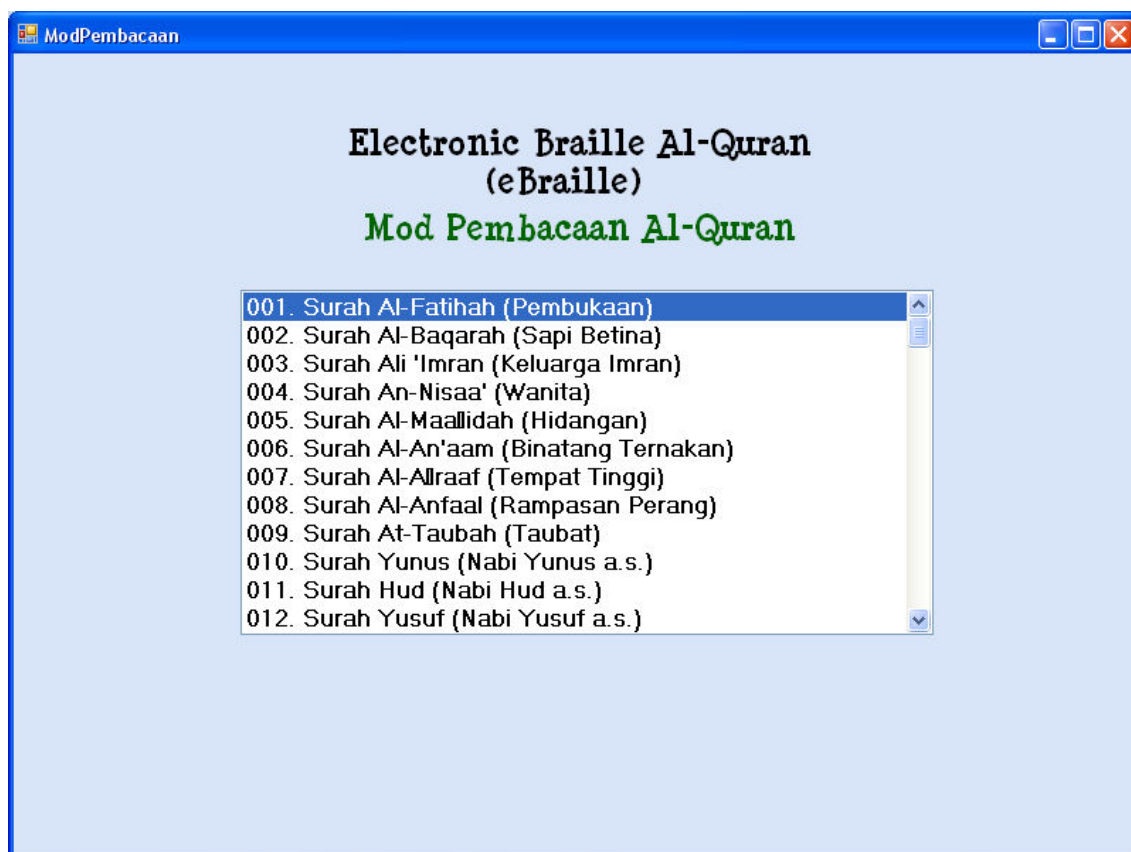 ModPembacaan
Electronic Braille Al-Quran
(eBraille)
Mod Pembacaan Al-Quran
001. Surah Al-Fatihah (Pembukaan)
002. Surah Al-Baqarah (Sapi Betina)
003. Surah Ali 'Imran (Keluarga Imran)
004. Surah An-Nisaa' (Wanita)
005. Surah Al-Maa▯idah (Hidangan)
006. Surah Al-An'aam (Binatang Ternakan)
007. Surah Al-A▯raaf (Tempat Tinggi)
008. Surah Al-Anfaal (Rampasan Perang)
009. Surah At-Taubah (Taubat)
010. Surah Yunus (Nabi Yunus a.s.)
011. Surah Hud (Nabi Hud a.s.)
012. Surah Yusuf (Nabi Yusuf a.s.)